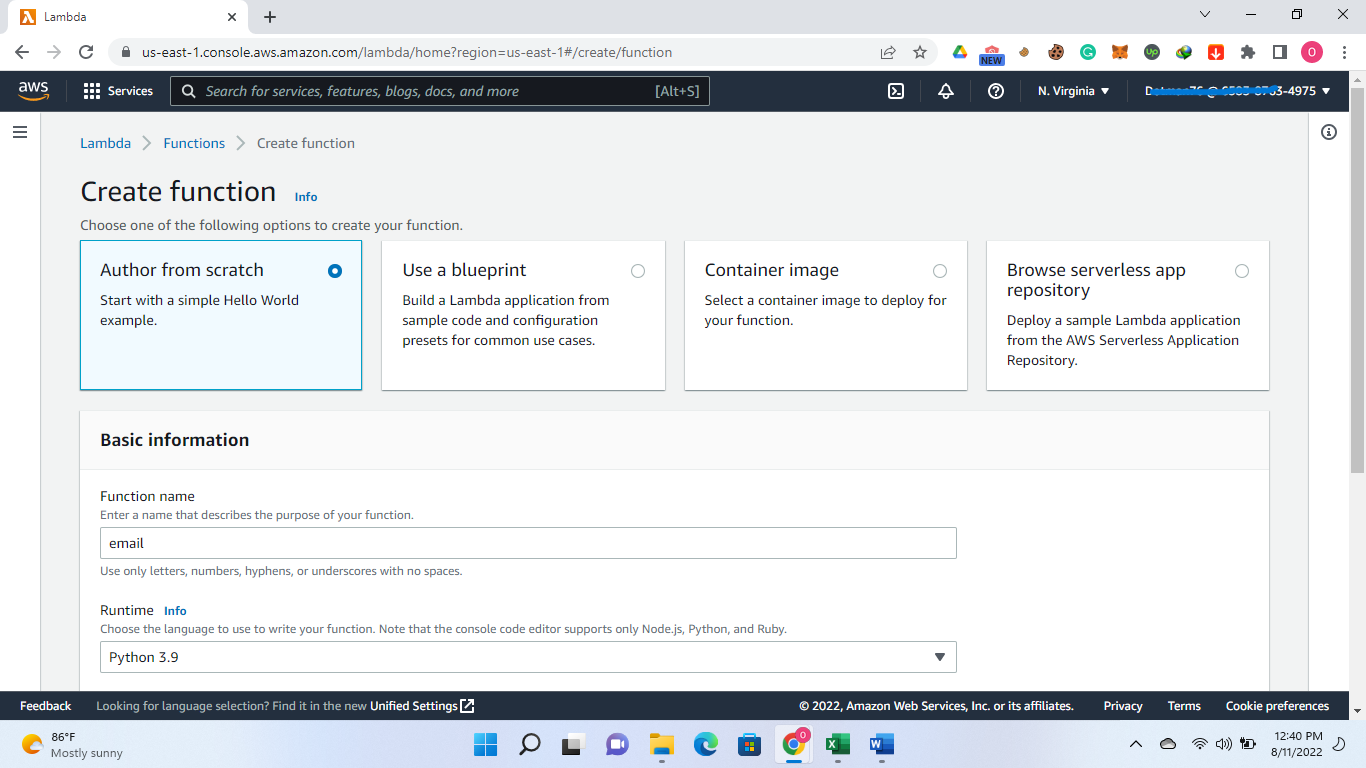 Lambda
us-east-1.console.aws.amazon.com/lambda/home?region=us-east-1#/create/function
NEW
Up
O
aws
Services
Search for services, features, blogs, docs, and more
[Alt+S]
N. Virginia
3-4975
Lambda
Functions
Create function
Create function
Info
Choose one of the following options to create your function.
Author from scratch
Start with a simple Hello World
example.
Use a blueprint
Build a Lambda application from
sample code and configuration
presets for common use cases.
Container image
Select a container image to deploy for
your function.
Browse serverless app
repository
Deploy a sample Lambda application
from the AWS Serverless Application
Repository.
Basic information
Function name
Enter a name that describes the purpose of your function.
email
Use only letters, numbers, hyphens, or underscores with no spaces.
Runtime Info
Choose the language to use to write your function. Note that the console code editor supports only Node.js, Python, and Ruby.
Python 3.9
Feedback
Looking for language selection? Find it in the new Unified Settings
© 2022, Amazon Web Services, Inc. or its affiliates.
Privacy
Terms
Cookie preferences
86°F
Mostly sunny
O
12:40 PM
8/11/2022